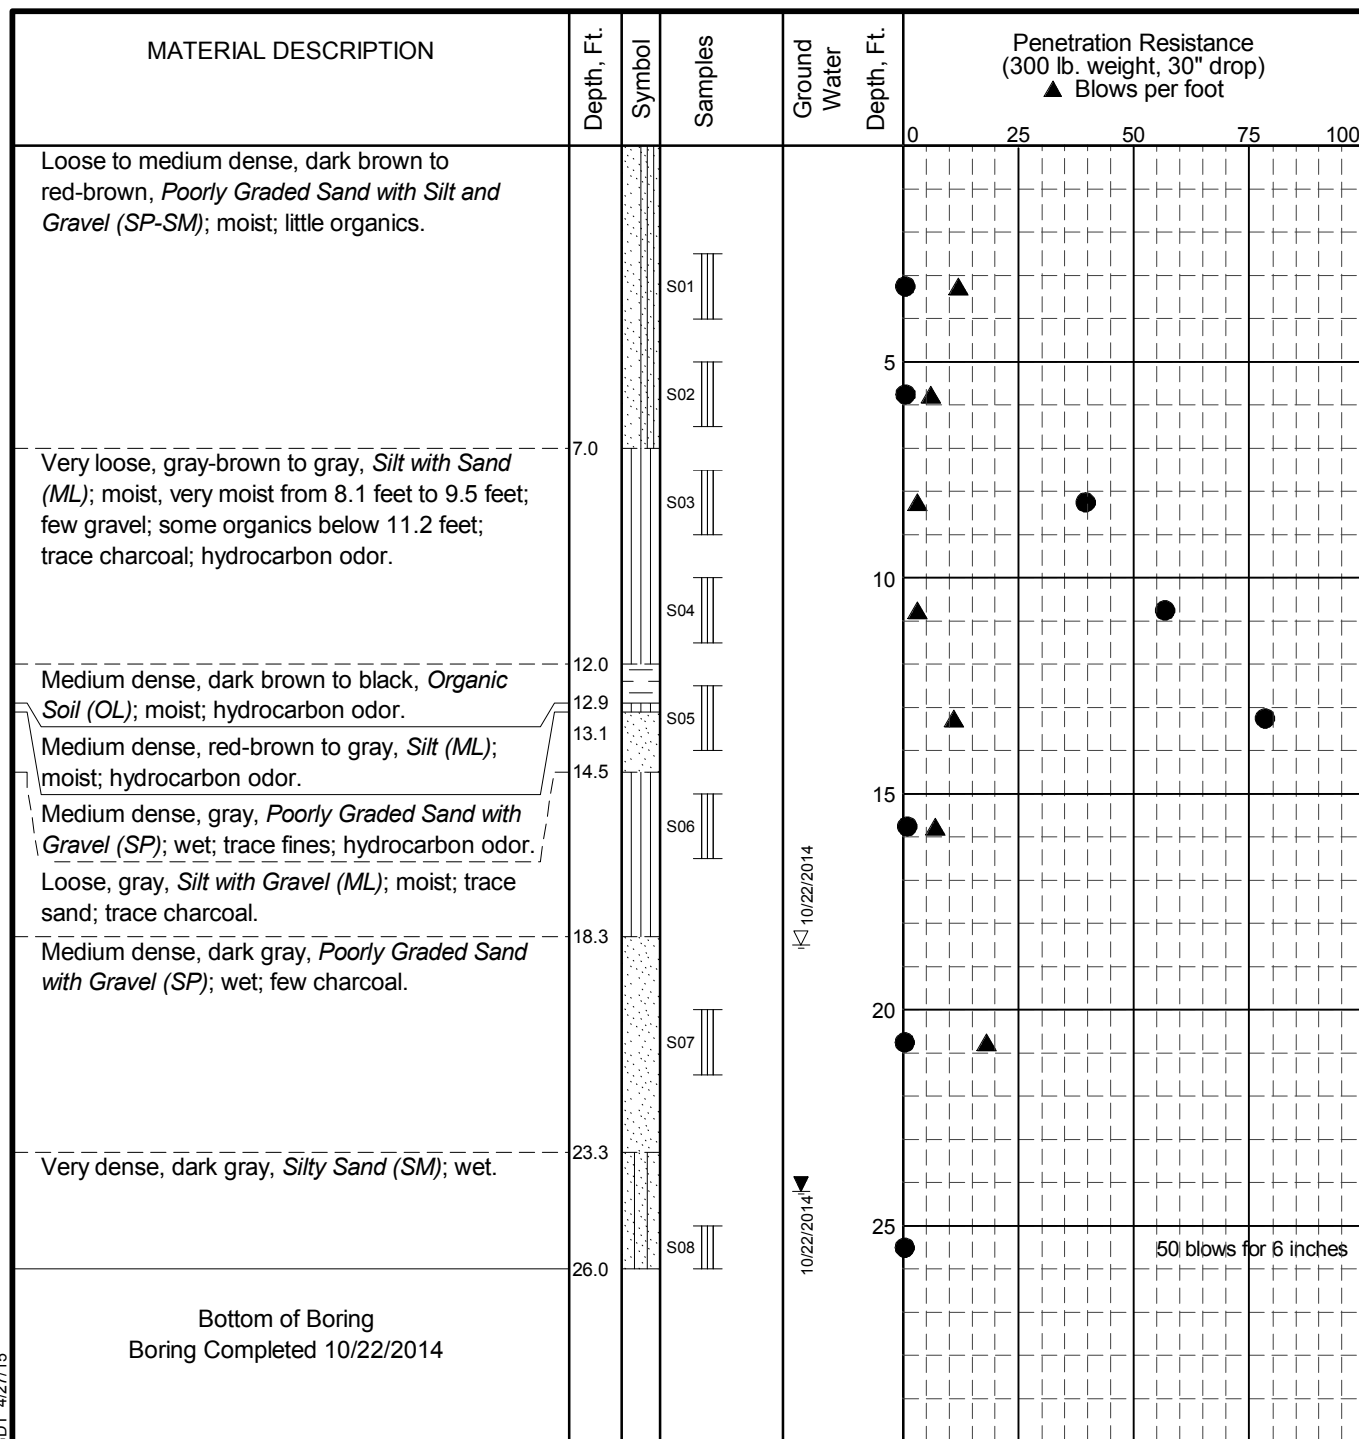 MATERIAL DESCRIPTION
Depth, Ft.
Symbol
Samples
Ground
Water
Depth, Ft.
Penetration Resistance
(300 lb. weight, 30" drop)
▲ Blows per foot
0 25 50 75 100
Loose to medium dense, dark brown to
red-brown, Poorly Graded Sand with Silt and
Gravel (SP-SM); moist; little organics.
S01
5
S02
7.0
Very loose, gray-brown to gray, Silt with Sand
(ML); moist, very moist from 8.1 feet to 9.5 feet;
few gravel; some organics below 11.2 feet;
trace charcoal; hydrocarbon odor.
S03
10
S04
12.0
Medium dense, dark brown to black, Organic
Soil (OL); moist; hydrocarbon odor.
12.9
S05
13.1
Medium dense, red-brown to gray, Silt (ML);
moist; hydrocarbon odor.
14.5
15
Medium dense, gray, Poorly Graded Sand with
Gravel (SP); wet; trace fines; hydrocarbon odor.
S06
Loose, gray, Silt with Gravel (ML); moist; trace
sand; trace charcoal.
10/22/2014
18.3
Medium dense, dark gray, Poorly Graded Sand
with Gravel (SP); wet; few charcoal.
20
S07
23.3
Very dense, dark gray, Silty Sand (SM); wet.
10/22/2014
25
S08
50 blows for 6 inches
26.0
Bottom of Boring
Boring Completed 10/22/2014
4/27/15